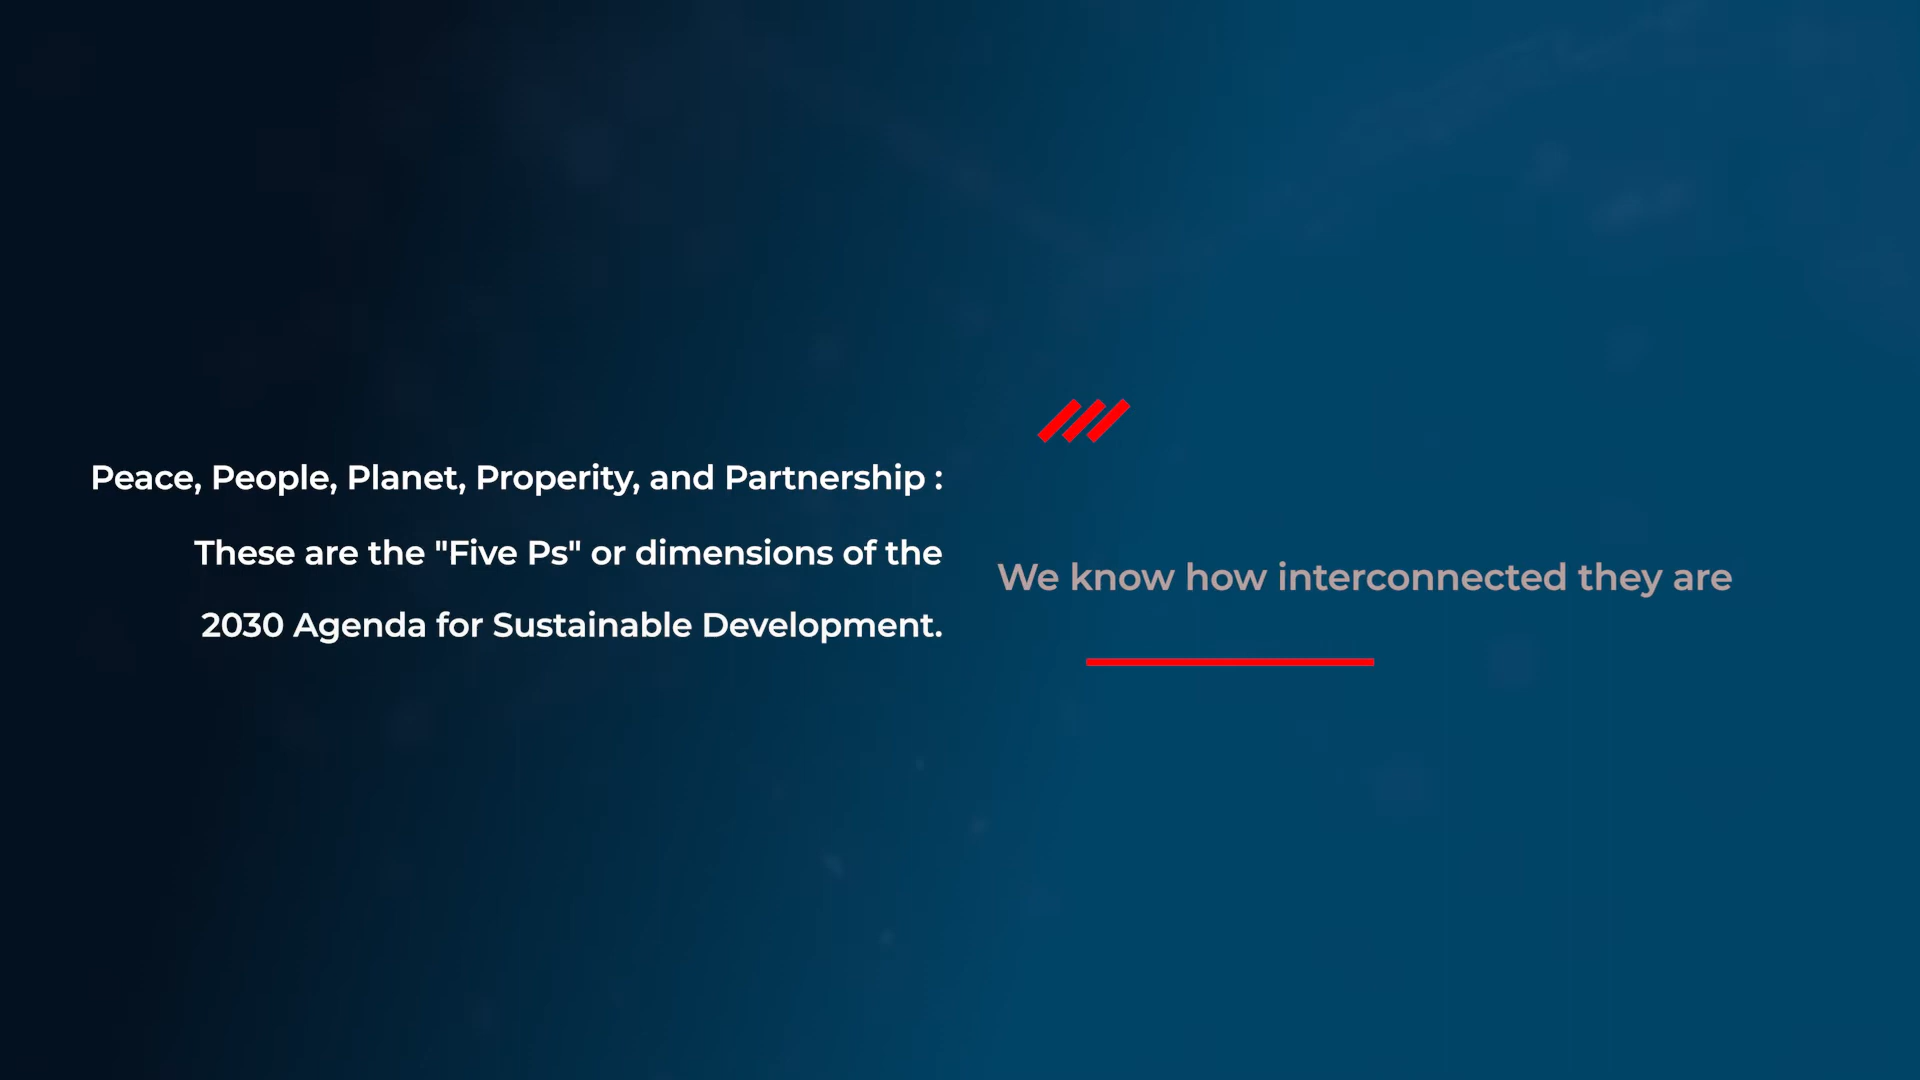 Peace, People, Planet, Properity, and Partnership :
These are the "Five Ps" or dimensions of the
2030 Agenda for Sustainable Development.
We know how interconnected they are